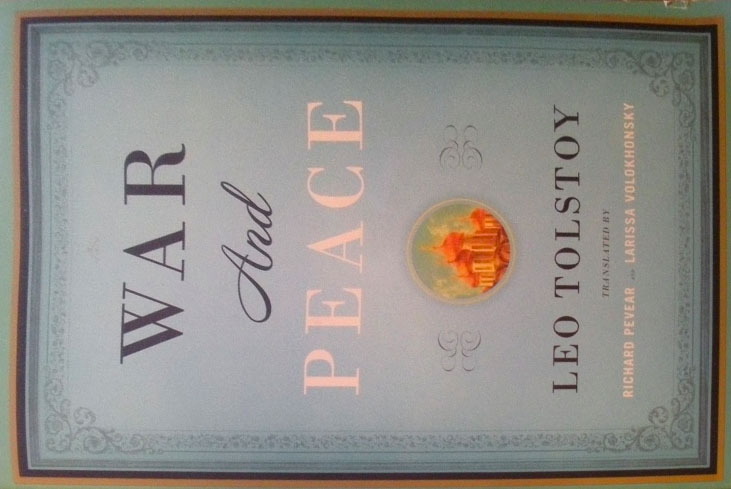 WAR
And
PEACE
LEO TOLSTOY
TRANSLATED BY
RICHARD PEVEAR and LARISSA VOLOKHONSKY